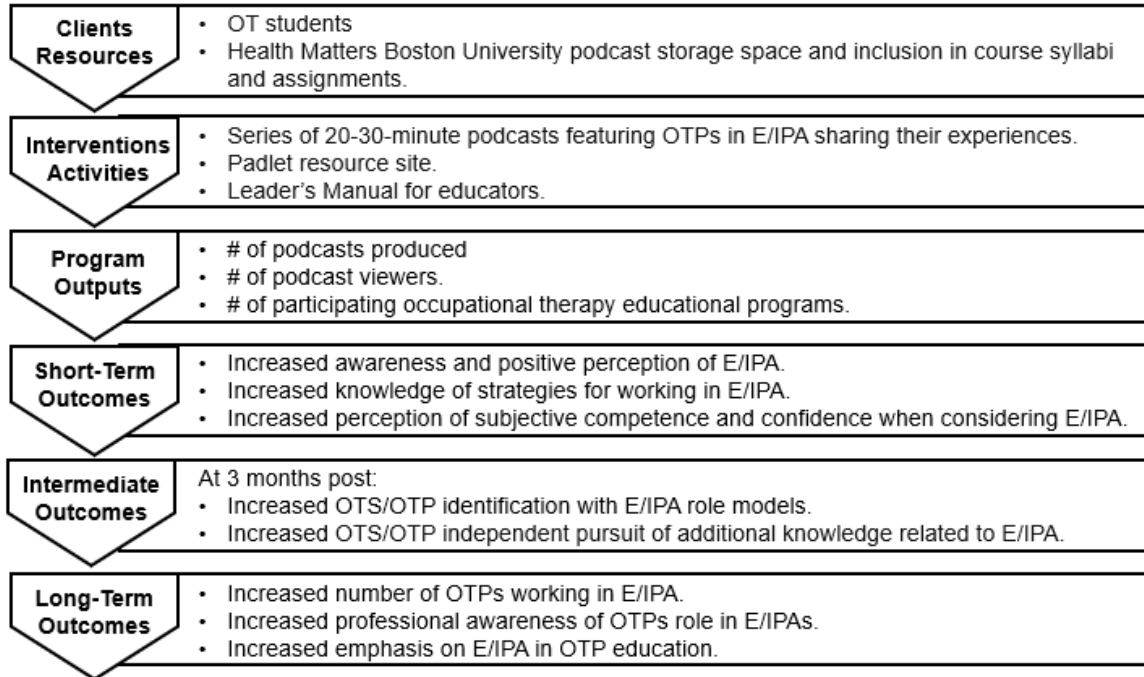 Clients
Resources
• OT students
• Health Matters Boston University podcast storage space and inclusion in course syllabi
and assignments.
Interventions
Activities
• Series of 20-30-minute podcasts featuring OTPs in E/IPA sharing their experiences.
• Padlet resource site.
• Leader's Manual for educators.
Program
Outputs
• # of podcasts produced
• # of podcast viewers.
• # of participating occupational therapy educational programs.
Short-Term
Outcomes
• Increased awareness and positive perception of E/IPA.
• Increased knowledge of strategies for working in E/IPA.
• Increased perception of subjective competence and confidence when considering E/IPA.
Intermediate
Outcomes
At 3 months post:
• Increased OTS/OTP identification with E/IPA role models.
• Increased OTS/OTP independent pursuit of additional knowledge related to E/IPA.
Long-Term
Outcomes
• Increased number of OTPs working in E/IPA.
• Increased professional awareness of OTPs role in E/IPAs.
• Increased emphasis on E/IPA in OTP education.